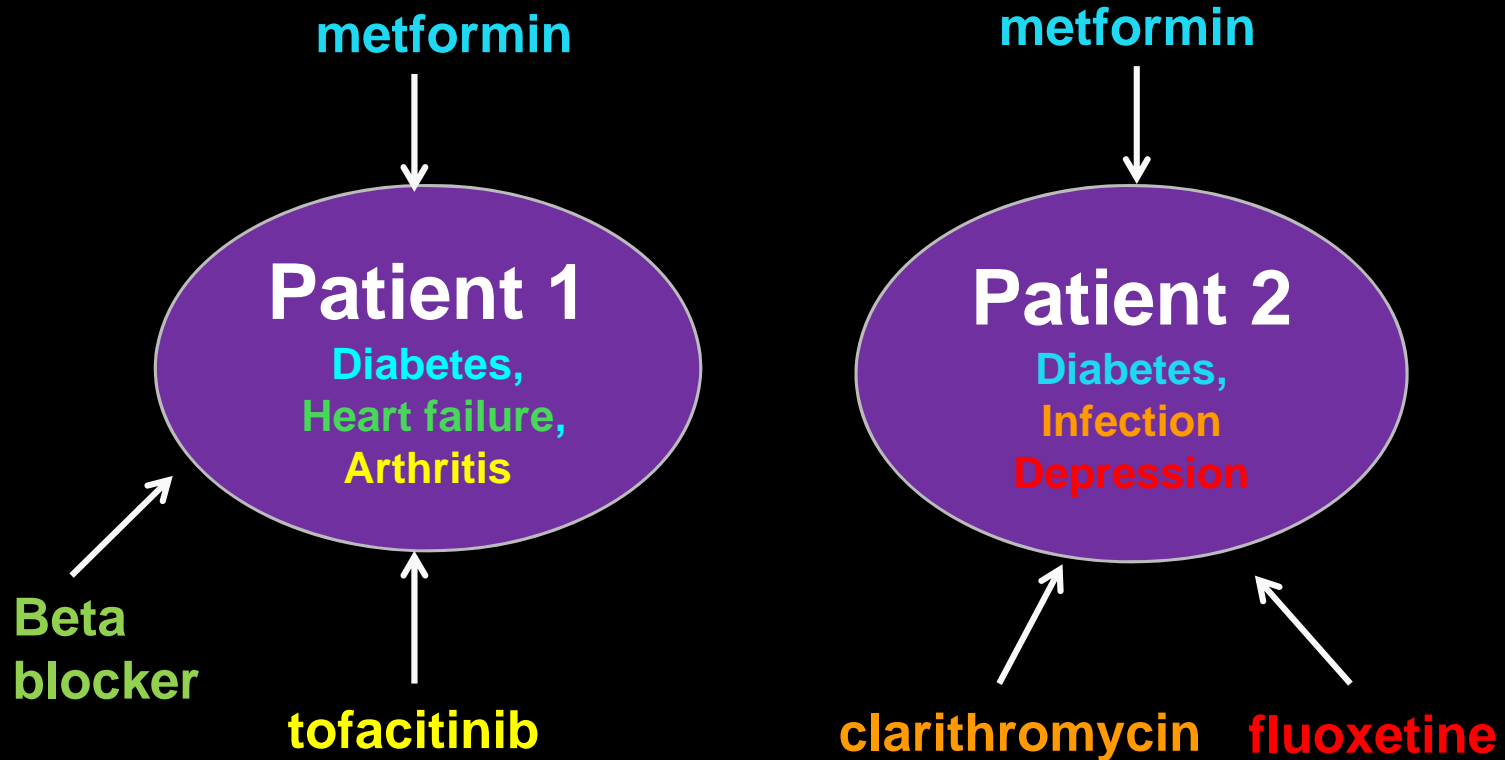 metformin
Patient 1
Diabetes,
Heart failure,
Arthritis
Beta
blocker
tofacitinib
metformin
Patient 2
Diabetes,
Infection
Depression
clarithromycin
fluoxetine